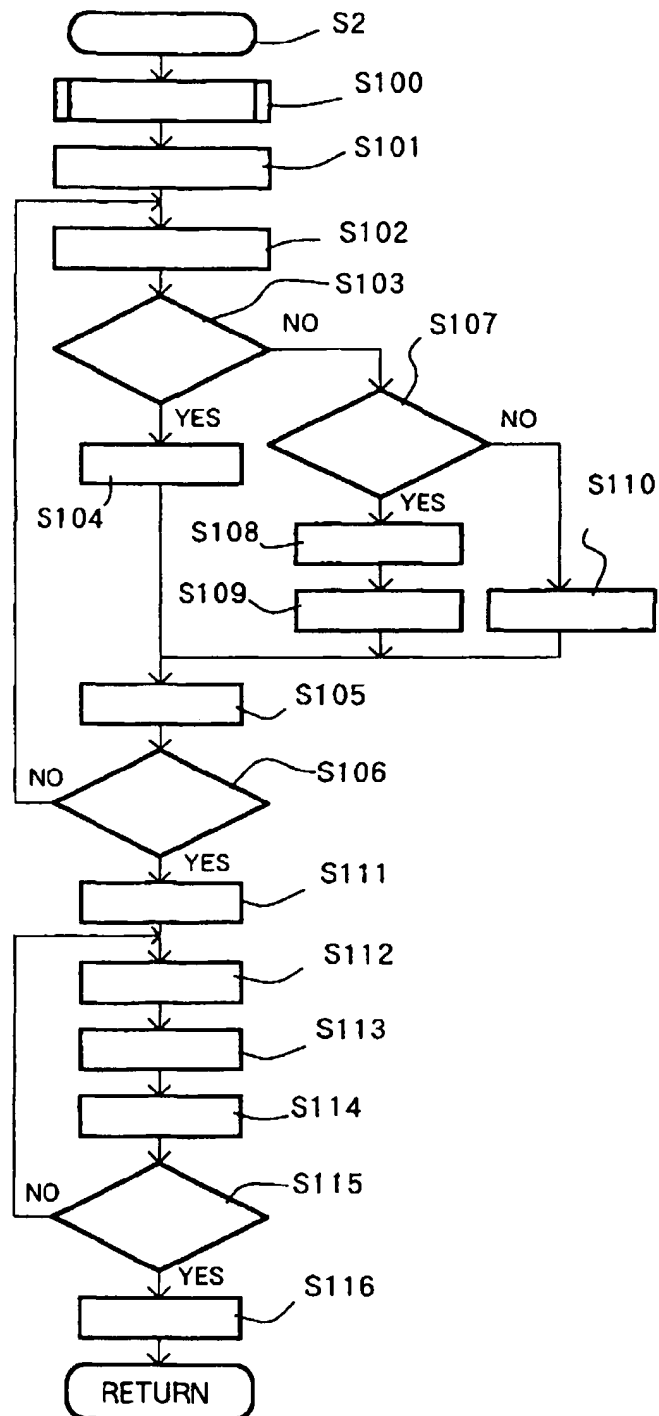 S2
S100
S101
S102
S103
NO
S107
YES
NO
S104
YES
S110
S108
S109
S105
NO
S106
YES
S111
S112
S113
S114
NO
S115
YES
S116
RETURN